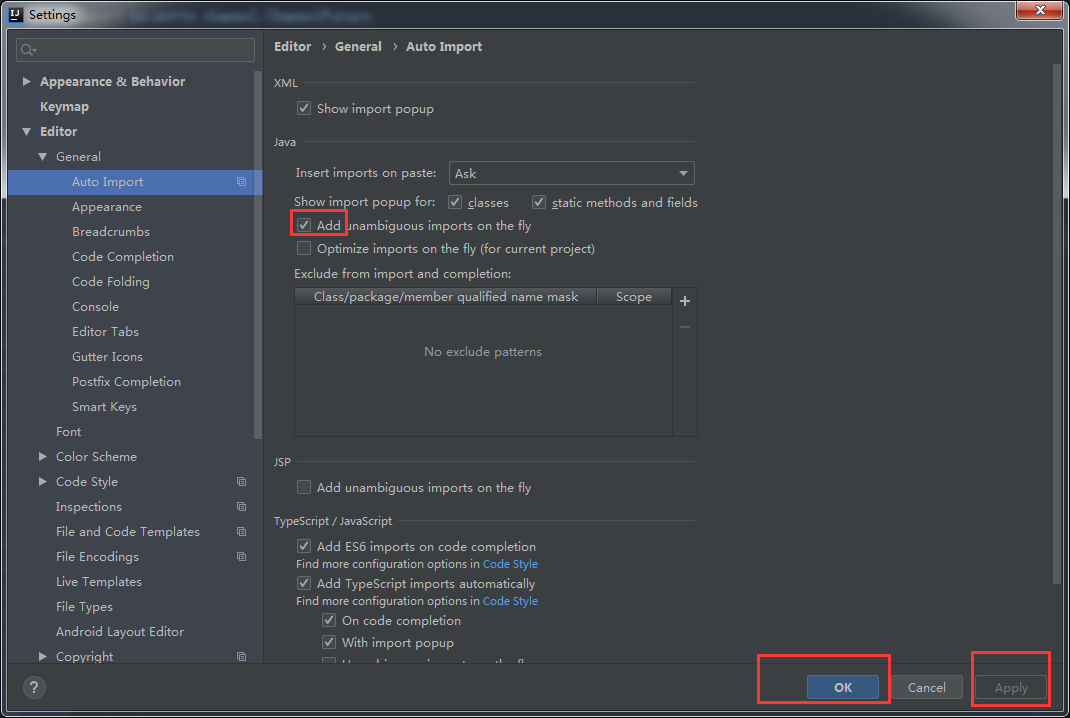 Settings
Editor › General › Auto Import
Appearance & Behavior
Keymap
Editor
General
Auto Import
Appearance
Breadcrumbs
Code Completion
Code Folding
Console
Editor Tabs
Gutter Icons
Postfix Completion
Smart Keys
Font
Color Scheme
Code Style
Inspections
File and Code Templates
File Encodings
Live Templates
File Types
Android Layout Editor
Copyright
XML
Show import popup
Java
Insert imports on paste: Ask
Show import popup for: classes static methods and fields
Add unambiguous imports on the fly
Optimize imports on the fly (for current project)
Exclude from import and completion:
Class/package/member qualified name mask Scope
No exclude patterns
JSP
Add unambiguous imports on the fly
TypeScript / JavaScript
Add ES6 imports on code completion
Find more configuration options in Code Style
Add TypeScript imports automatically
Find more configuration options in Code Style
On code completion
With import popup
? OK Cancel Apply